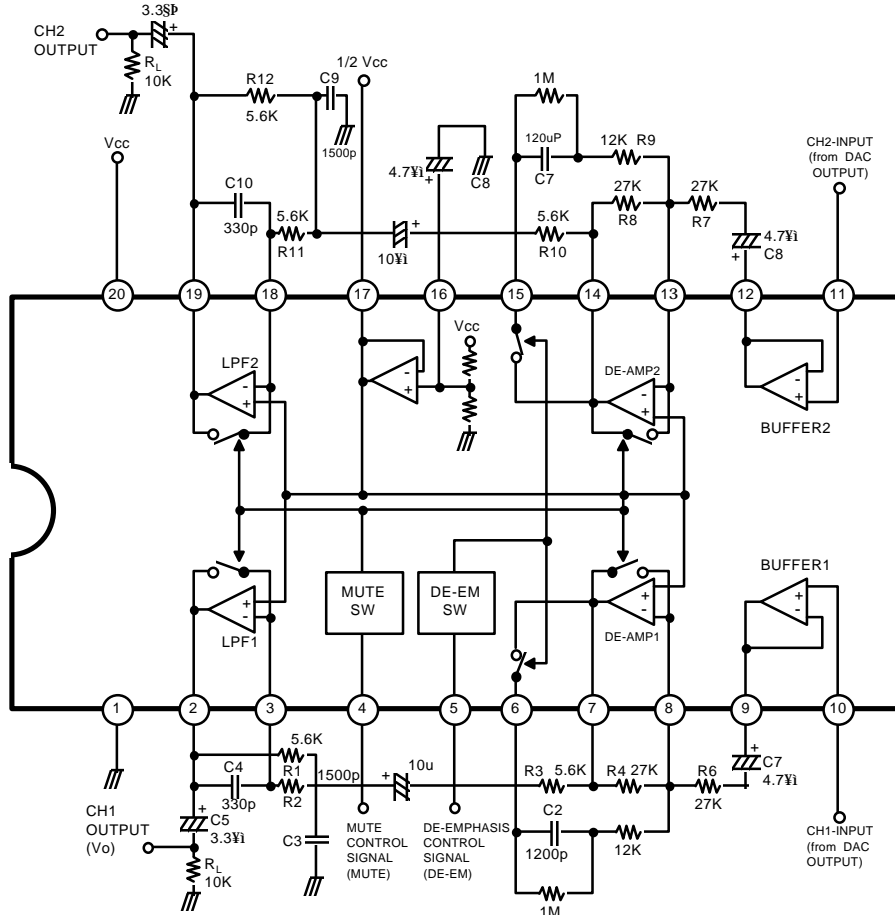 3.3§Þ
CH2
OUTPUT
+
R_L
10K
R12
5.6K
C9
1500p
1/2 Vcc
1M
120uP
C7
12K R9
CH2-INPUT
(from DAC
OUTPUT)
Vcc
4.7¥ì
+
C8
C10
330p
5.6K
R11
+
10¥ì
5.6K
R10
27K
R8
27K
R7
4.7¥ì
C8
+
20
19
18
17
16
15
14
13
12
11
LPF2
-
+
-
+
Vcc
DE-AMP2
-
+
-
+
BUFFER2
MUTE
SW
DE-EM
SW
+
-
LPF1
+
-
DE-AMP1
BUFFER1
+
-
1
2
3
4
5
6
7
8
9
10
5.6K
R1
R2
C4
330p
1500p
+
10u
R3
5.6K
R4
27K
R6
27K
+
C7
4.7¥ì
CH1
OUTPUT
(Vo)
+
C5
3.3¥ì
R_L
10K
C3
MUTE
CONTROL
SIGNAL
(MUTE)
DE-EMPHASIS
CONTROL
SIGNAL
(DE-EM)
C2
1200p
12K
1M
CH1-INPUT
(from DAC
OUTPUT)